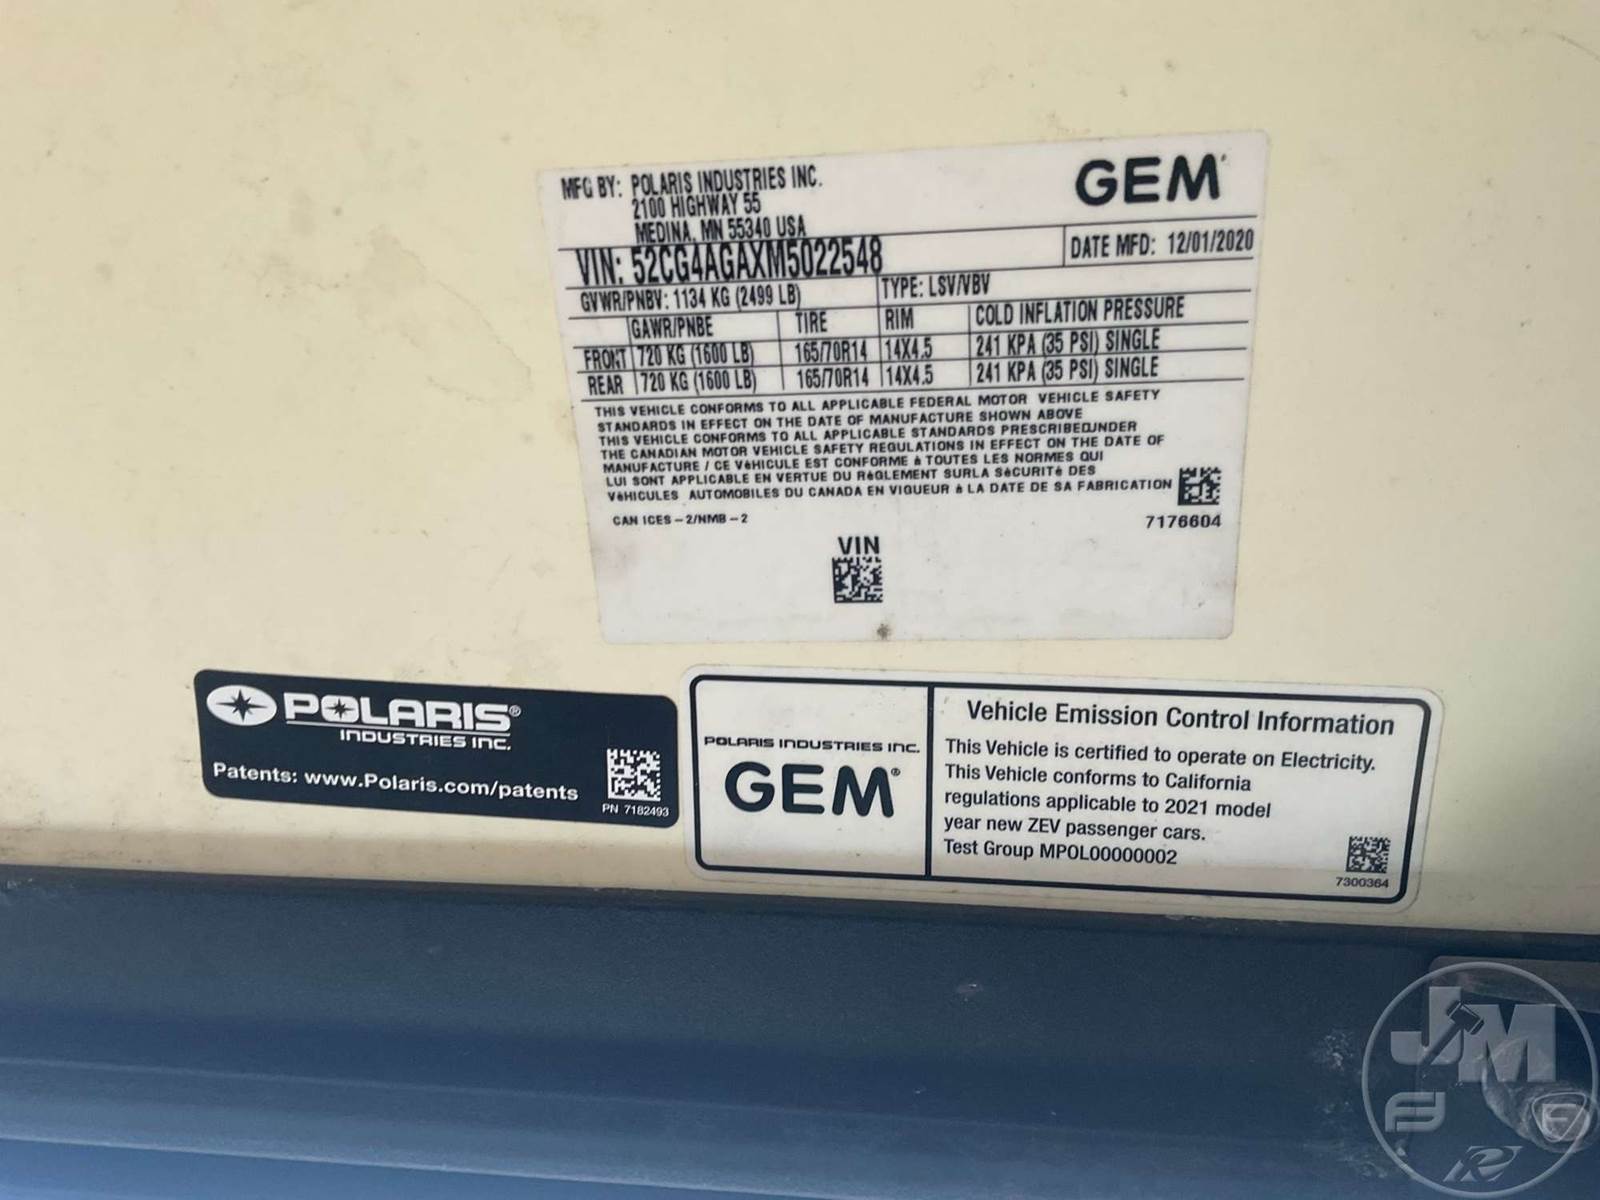 MFG BY: POLARIS INDUSTRIES INC.
2100 HIGHWAY 55
MEDINA, MN 55340 USA
GEM
VIN: 52CG4AGAXM5022548
DATE MFD: 12/01/2020
GVWR/PNBV: 1134 KG (2499 LB)
TYPE: LSV/VBV
GAWR/PNBE TIRE RIM COLD INFLATION PRESSURE
FRONT 720 KG (1600 LB) 165/70R14 14X4.5 241 KPA (35 PSI) SINGLE
REAR 720 KG (1600 LB) 165/70R14 14X4.5 241 KPA (35 PSI) SINGLE
THIS VEHICLE CONFORMS TO ALL APPLICABLE FEDERAL MOTOR VEHICLE SAFETY
STANDARDS IN EFFECT ON THE DATE OF MANUFACTURE SHOWN ABOVE
THIS VEHICLE CONFORMS TO ALL APPLICABLE STANDARDS PRESCRIBEDUNDER
THE CANADIAN MOTOR VEHICLE SAFETY REGULATIONS IN EFFECT ON THE DATE OF
MANUFACTURE / CE VéHICULE EST CONFORME à TOUTES LES NORMES QUI
LUI SONT APPLICABLE EN VERTUE DU RèGLEMENT SURLA SéCURITé DES
VéHICULES AUTOMOBILES DU CANADA EN VIGUEUR à LA DATE DE SA FABRICATION
CAN ICES-2/NMB-2
7176604
VIN
POLARIS®
INDUSTRIES INC.
Patents: www.Polaris.com/patents
PN 7182493
POLARIS INDUSTRIES INC.
GEM®
Vehicle Emission Control Information
This Vehicle is certified to operate on Electricity.
This Vehicle conforms to California
regulations applicable to 2021 model
year new ZEV passenger cars.
Test Group MPOL00000002
7300364
JM